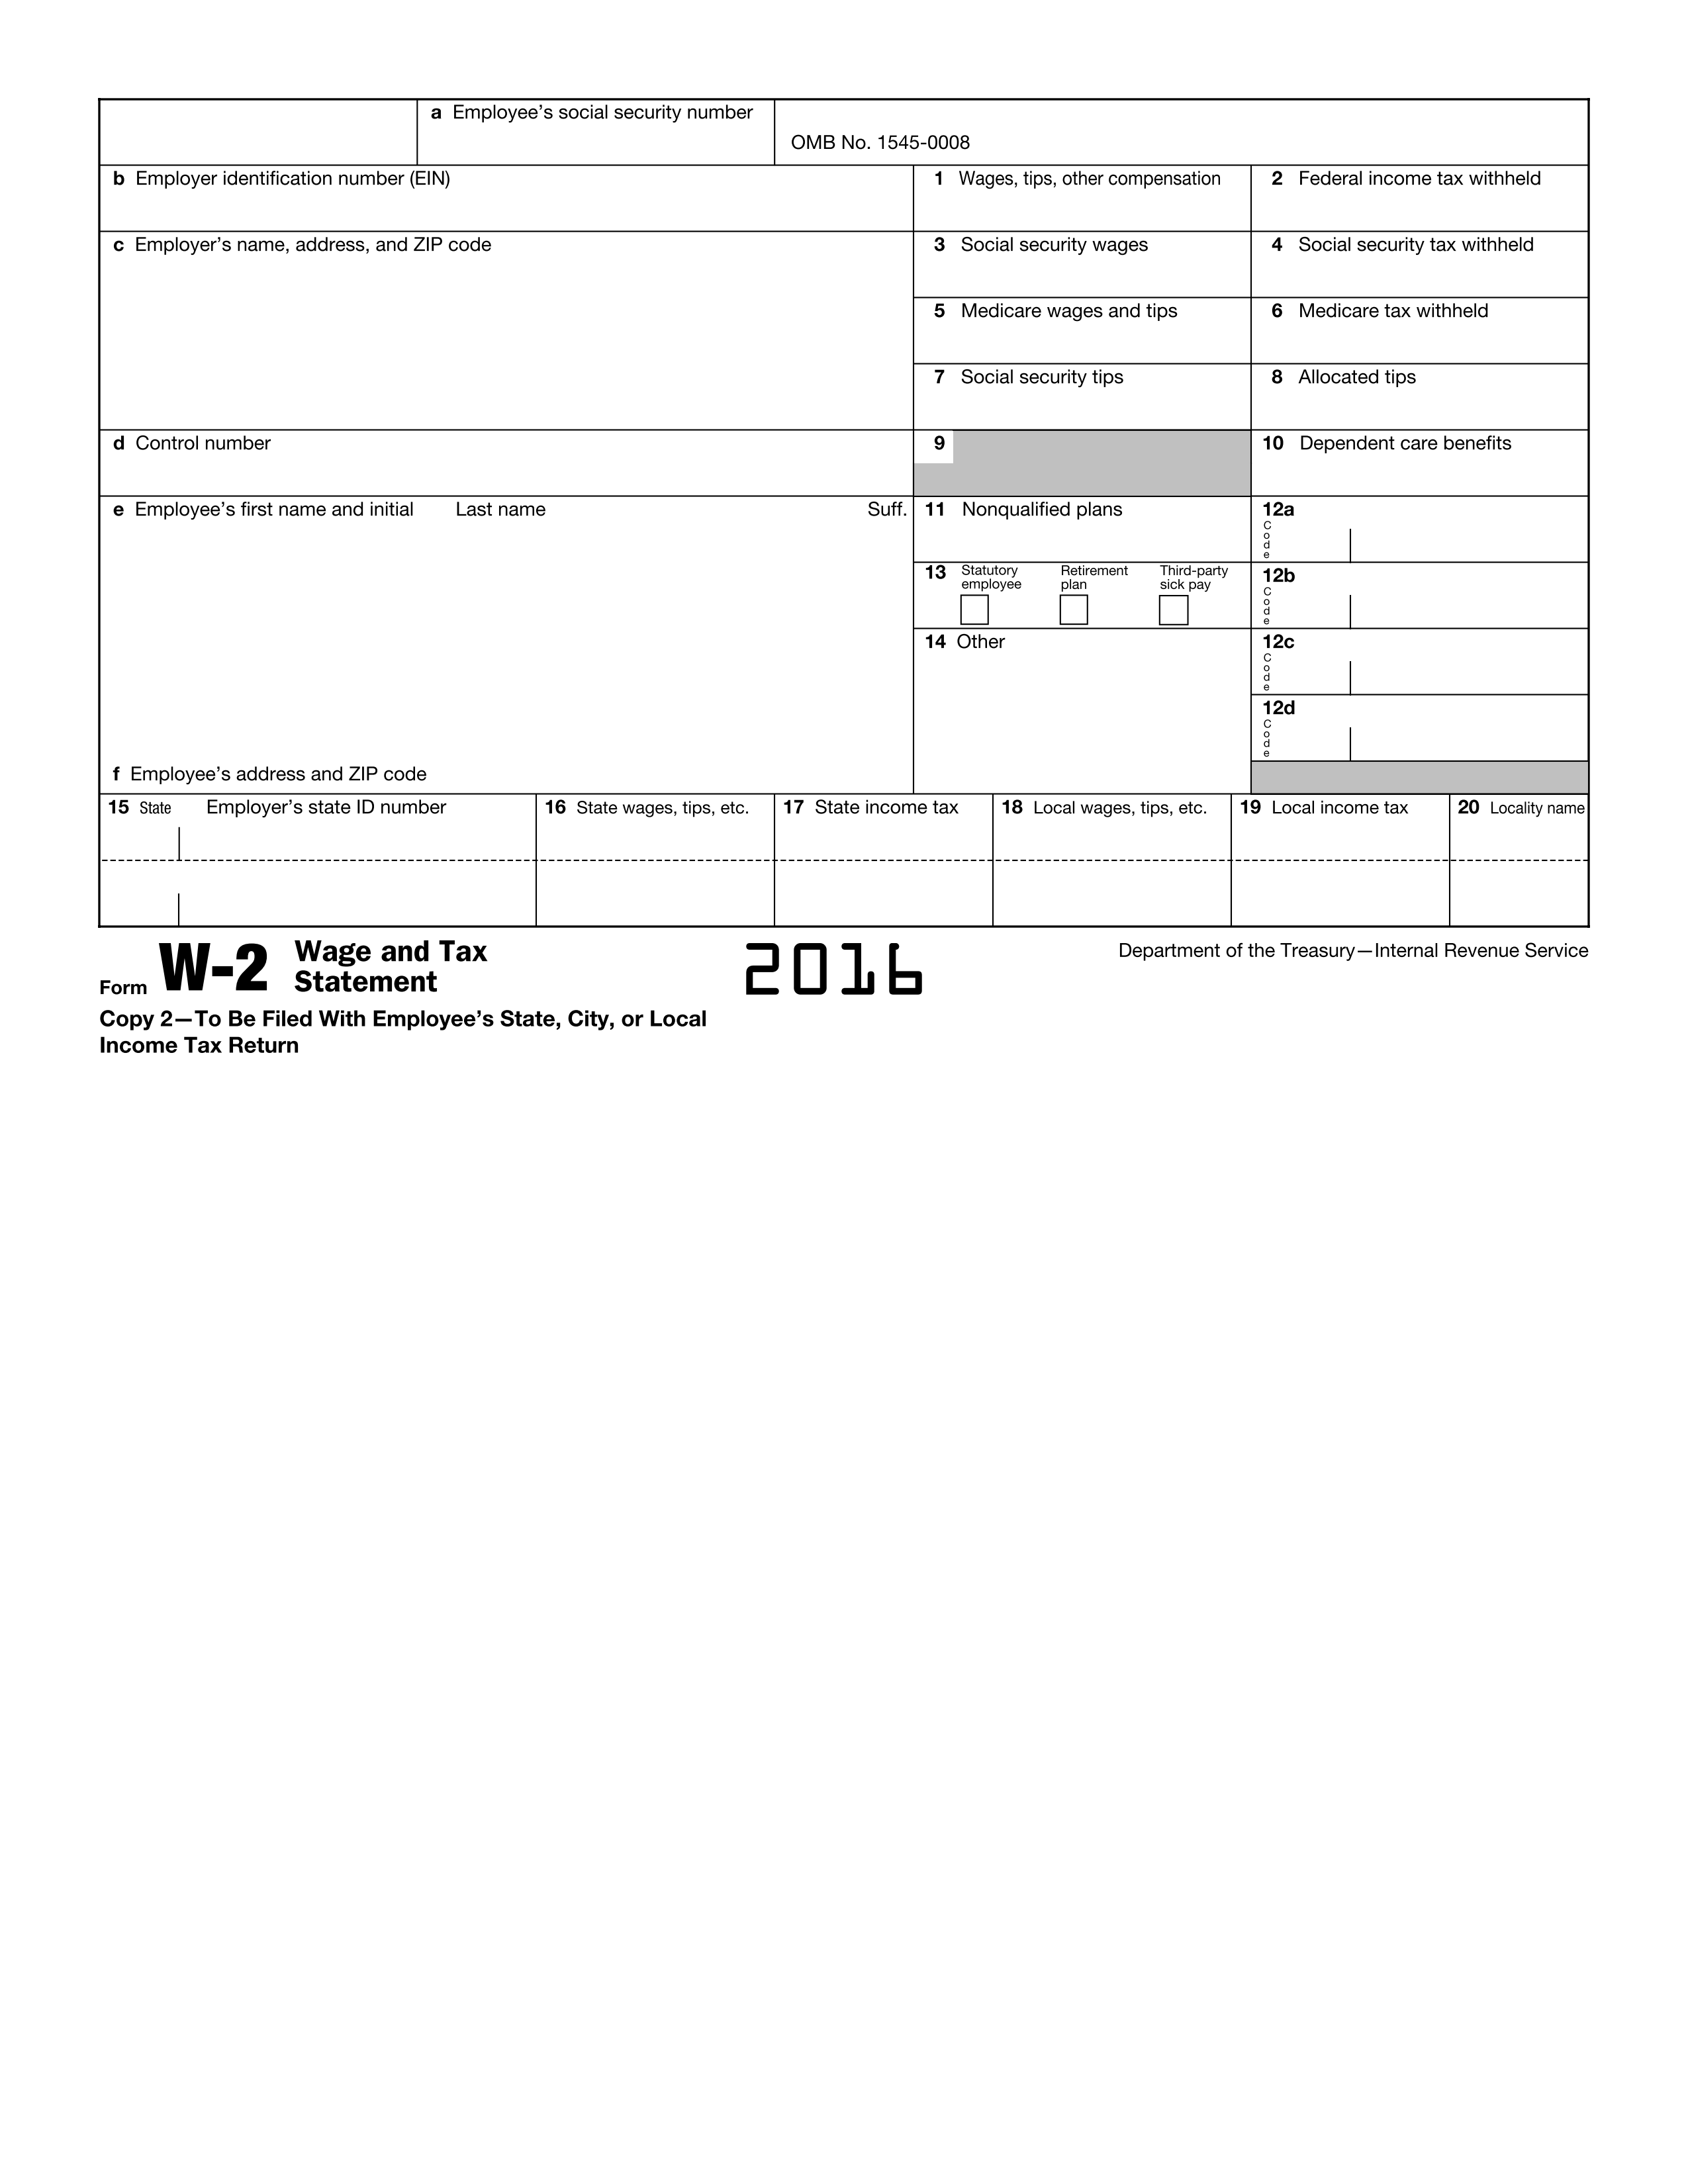 a Employee’s social security number
OMB No. 1545-0008
b Employer identification number (EIN)
1 Wages, tips, other compensation
2 Federal income tax withheld
c Employer’s name, address, and ZIP code
3 Social security wages
4 Social security tax withheld
5 Medicare wages and tips
6 Medicare tax withheld
7 Social security tips
8 Allocated tips
d Control number
9
10 Dependent care benefits
e Employee’s first name and initial Last name Suff.
11 Nonqualified plans
12a
Code
13 Statutory employee Retirement plan Third-party sick pay
12b
Code
14 Other
12c
Code
12d
Code
f Employee’s address and ZIP code
15 State Employer’s state ID number
16 State wages, tips, etc.
17 State income tax
18 Local wages, tips, etc.
19 Local income tax
20 Locality name
Form W-2 Wage and Tax Statement
2016
Department of the Treasury—Internal Revenue Service
Copy 2—To Be Filed With Employee’s State, City, or Local
Income Tax Return